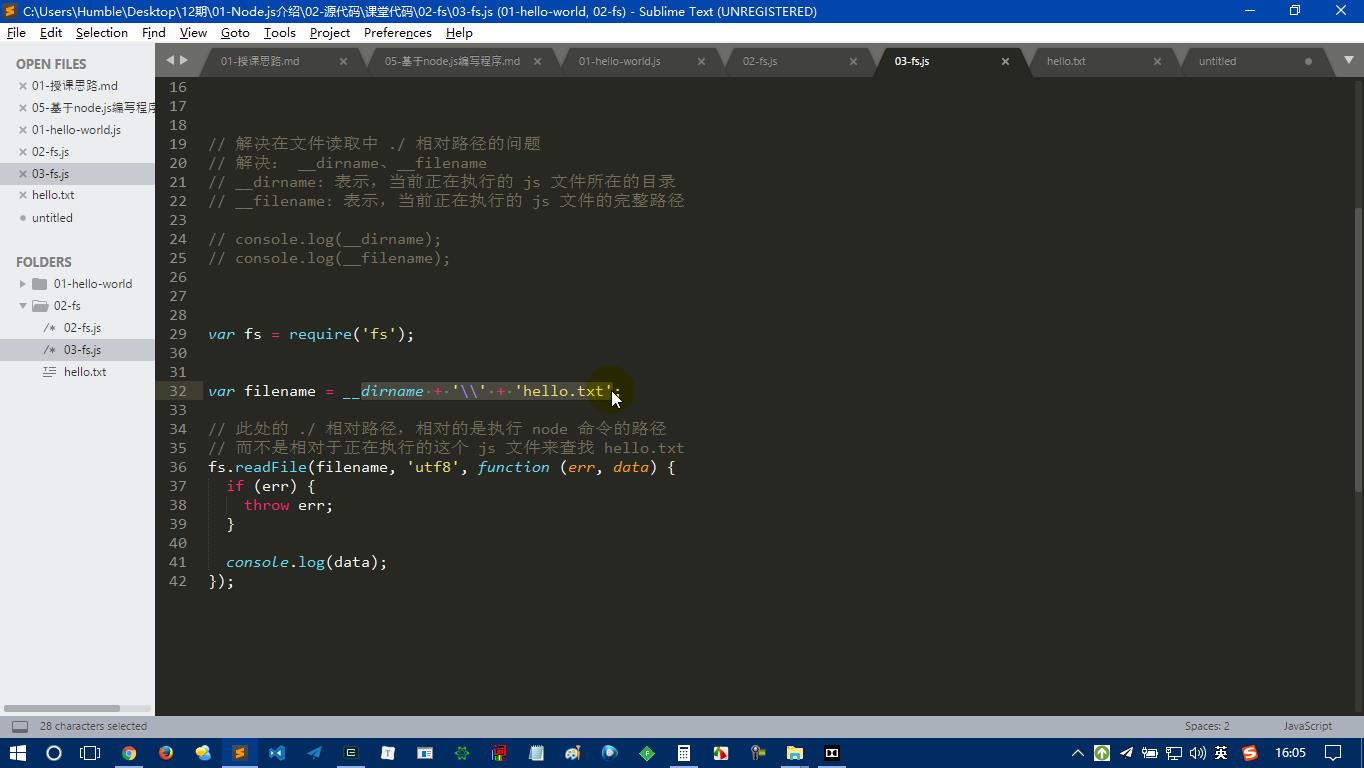 C:\Users\Humble\Desktop\12期\01-Node.js介绍\02-源代码\课堂代码\02-fs\03-fs.js (01-hello-world, 02-fs) - Sublime Text (UNREGISTERED)
File Edit Selection Find View Goto Tools Project Preferences Help
OPEN FILES
01-授课思路.md
05-基于node.js编写程序
01-hello-world.js
02-fs.js
03-fs.js
hello.txt
untitled
FOLDERS
01-hello-world
02-fs
02-fs.js
03-fs.js
hello.txt
01-授课思路.md 05-基于node.js编写程序.md 01-hello-world.js 02-fs.js 03-fs.js hello.txt untitled
16
17
18
19 // 解决在文件读取中 ./ 相对路径的问题
20 // 解决: __dirname、__filename
21 // __dirname: 表示，当前正在执行的 js 文件所在的目录
22 // __filename: 表示，当前正在执行的 js 文件的完整路径
23
24 // console.log(__dirname);
25 // console.log(__filename);
26
27
28
29 var fs = require('fs');
30
31
32 var filename = __dirname + '\\' + 'hello.txt';
33
34 // 此处的 ./ 相对路径，相对的是执行 node 命令的路径
35 // 而不是相对于正在执行的这个 js 文件来查找 hello.txt
36 fs.readFile(filename, 'utf8', function (err, data) {
37 if (err) {
38 throw err;
39 }
40
41 console.log(data);
42 });
28 characters selected
Spaces: 2 JavaScript
英 16:05